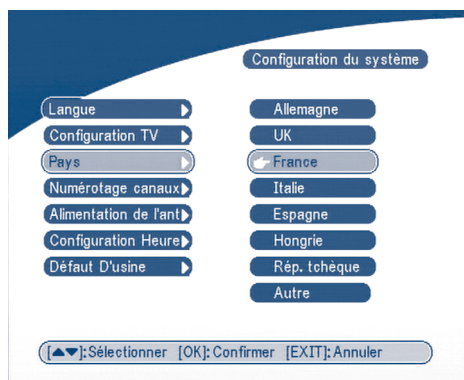 Configuration du système
Langue
Configuration TV
Pays
Numérotage canaux
Alimentation de l'ant
Configuration Heure
Défaut D'usine
Allemagne
UK
France
Italie
Espagne
Hongrie
Rép. tchèque
Autre
[▲▼]:Sélectionner [OK]:Confirmer [EXIT]:Annuler